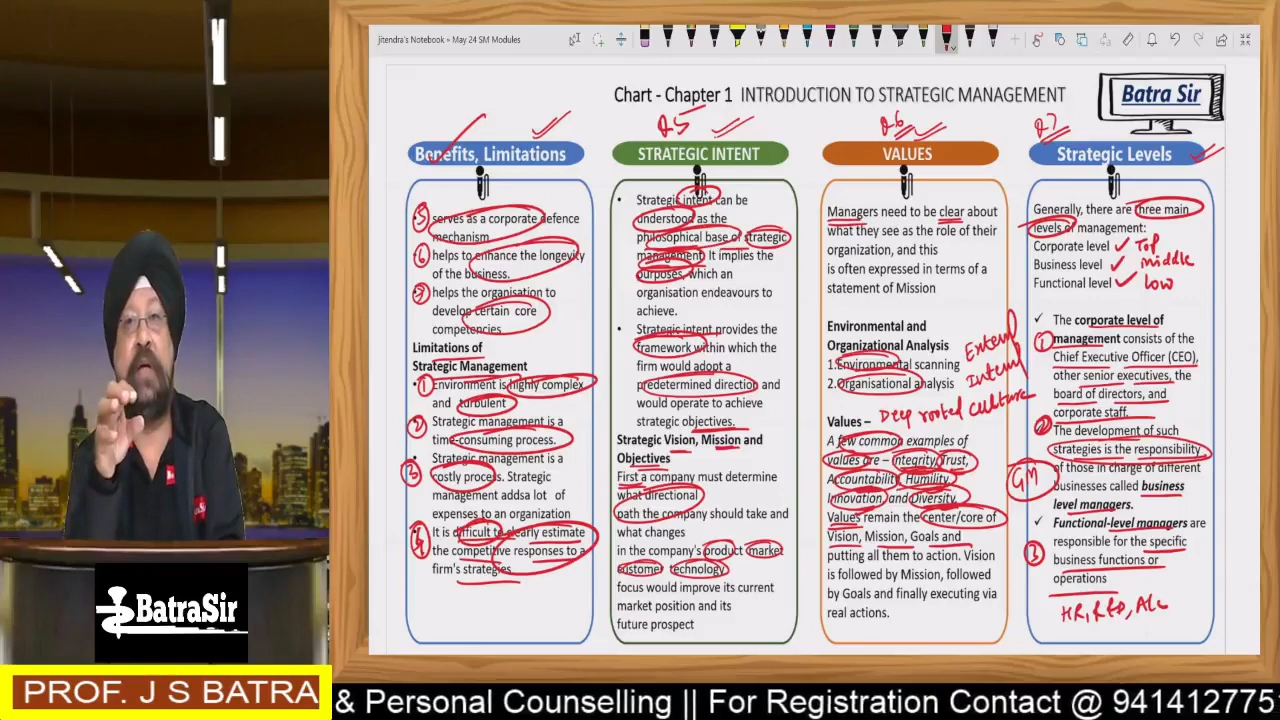 Jitendra's Notebook » May 24 SM Modules
Chart - Chapter 1 INTRODUCTION TO STRATEGIC MANAGEMENT
Batra Sir
Q5
Q6
Q7
Benefits, Limitations
5 serves as a corporate defence
mechanism
6 helps to enhance the longevity
of the business.
7 helps the organisation to
develop certain core
competencies
Limitations of
Strategic Management
1 Environment is highly complex
and turbulent
2 Strategic management is a
time-consuming process.
3 Strategic management is a
costly process. Strategic
management addsa lot of
expenses to an organization
4 It is difficult to clearly estimate
the competitive responses to a
firm's strategies
STRATEGIC INTENT
• Strategic intent can be
understood as the
philosophical base of strategic
management. It implies the
purposes, which an
organisation endeavours to
achieve.
• Strategic intent provides the
framework within which the
firm would adopt a
predetermined direction and
would operate to achieve
strategic objectives.
Strategic Vision, Mission and
Objectives
First a company must determine
what directional
path the company should take and
what changes
in the company's product market
customer technology
focus would improve its current
market position and its
future prospect
VALUES
Managers need to be clear about
what they see as the role of their
organization, and this
is often expressed in terms of a
statement of Mission
Environmental and
Organizational Analysis
1.Environmental scanning
2.Organisational analysis
External
Internal
Deep rooted culture
Values –
A few common examples of
values are – integrity, Trust,
Accountability, Humility,
Innovation, and Diversity.
Values remain the center/core of
Vision, Mission, Goals and
putting all them to action. Vision
is followed by Mission, followed
by Goals and finally executing via
real actions.
Strategic Levels
Generally, there are three main
levels of management:
Corporate level ✓ Top
Business level ✓ middle
Functional level ✓ Low
✓ The corporate level of
1 management consists of the
Chief Executive Officer (CEO),
other senior executives, the
board of directors, and
corporate staff.
2 The development of such
strategies is the responsibility
of those in charge of different
GM
businesses called business
level managers.
✓ Functional-level managers are
3 responsible for the specific
business functions or
operations
HR, R&D, A/c
BatraSir
PROF. J S BATRA
& Personal Counselling || For Registration Contact @ 941412775